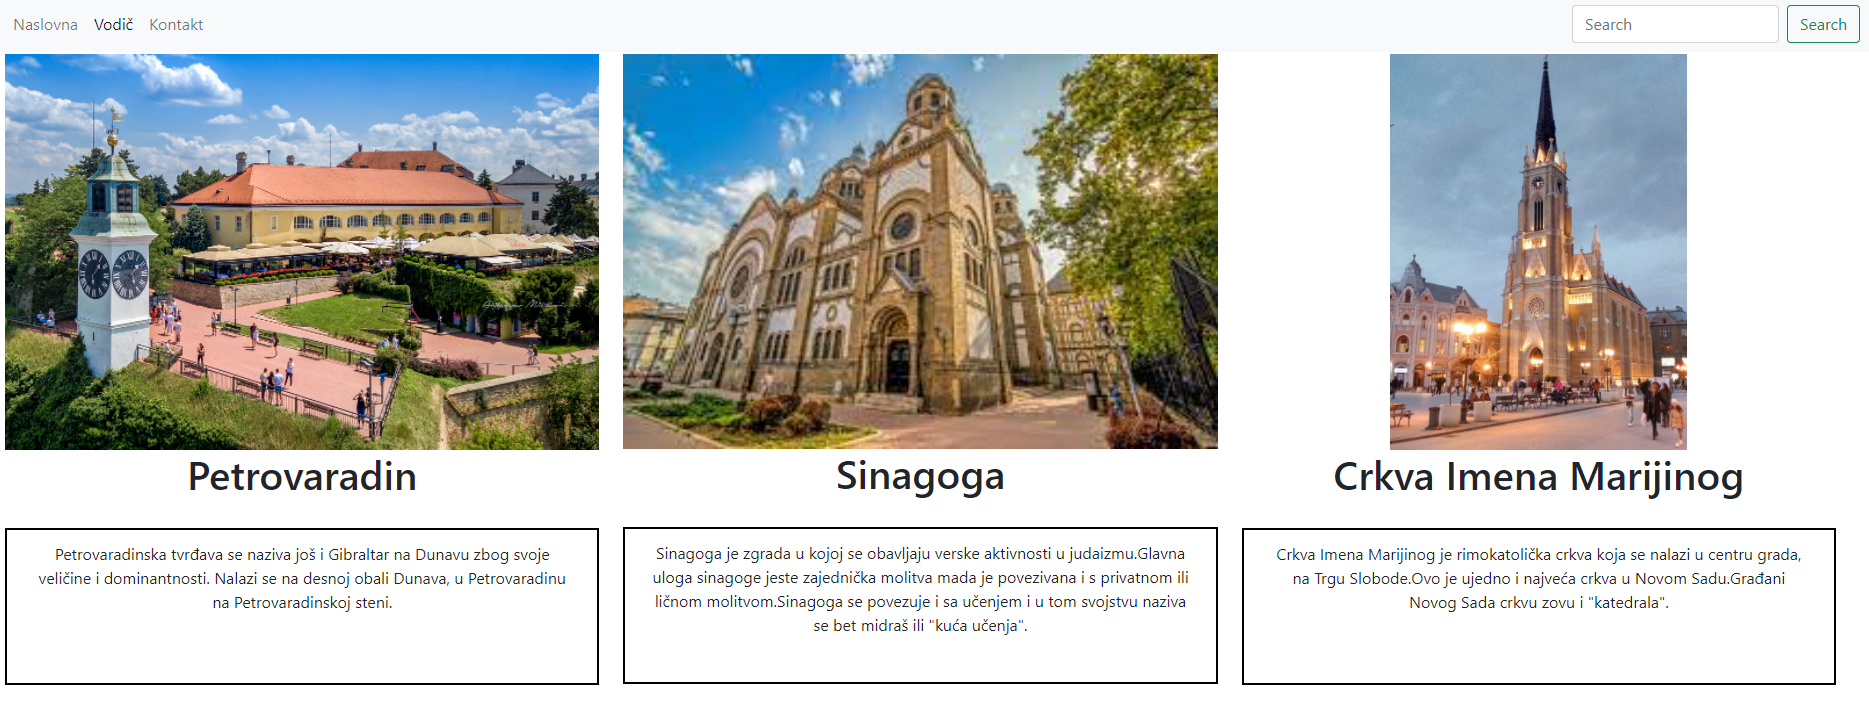 Naslovna Vodič Kontakt Search Search
Petrovaradin
Petrovaradinska tvrđava se naziva još i Gibraltar na Dunavu zbog svoje
veličine i dominantnosti. Nalazi se na desnoj obali Dunava, u Petrovaradinu
na Petrovaradinskoj steni.
Sinagoga
Sinagoga je zgrada u kojoj se obavljaju verske aktivnosti u judaizmu.Glavna
uloga sinagoge jeste zajednička molitva mada je povezivana i s privatnom ili
ličnom molitvom.Sinagoga se povezuje i sa učenjem i u tom svojstvu naziva
se bet midraš ili "kuća učenja".
Crkva Imena Marijinog
Crkva Imena Marijinog je rimokatolička crkva koja se nalazi u centru grada,
na Trgu Slobode.Ovo je ujedno i najveća crkva u Novom Sadu.Građani
Novog Sada crkvu zovu i "katedrala".